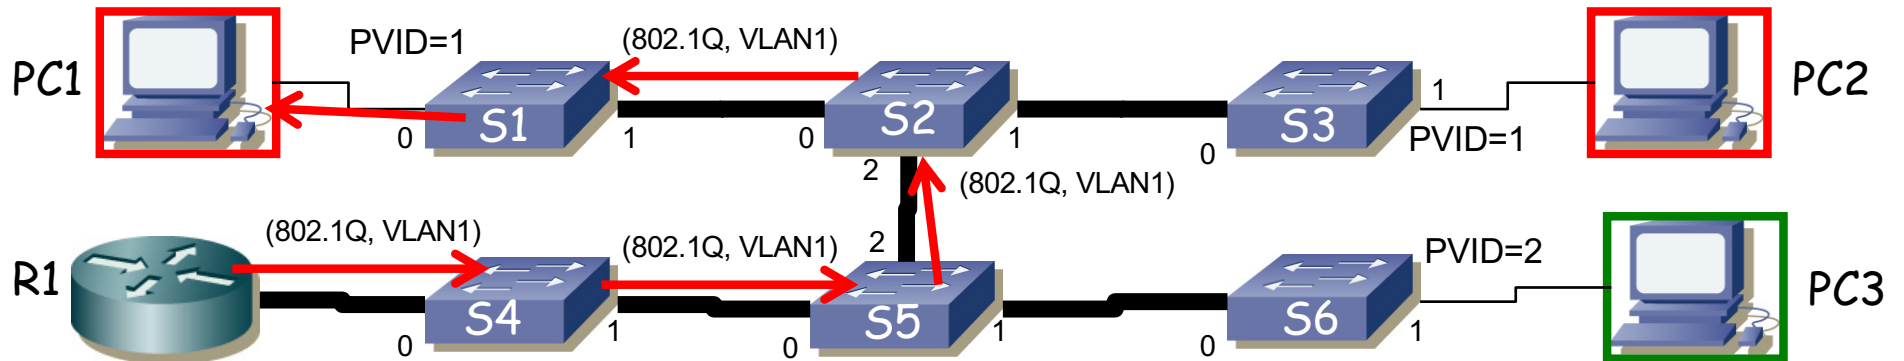 PC1
PVID=1
(802.1Q, VLAN1)
S1
0
1
0
S2
1
2
0
S3
1
PVID=1
PC2
(802.1Q, VLAN1)
R1
(802.1Q, VLAN1)
S4
0
1
(802.1Q, VLAN1)
2
0
S5
1
0
S6
1
PVID=2
PC3